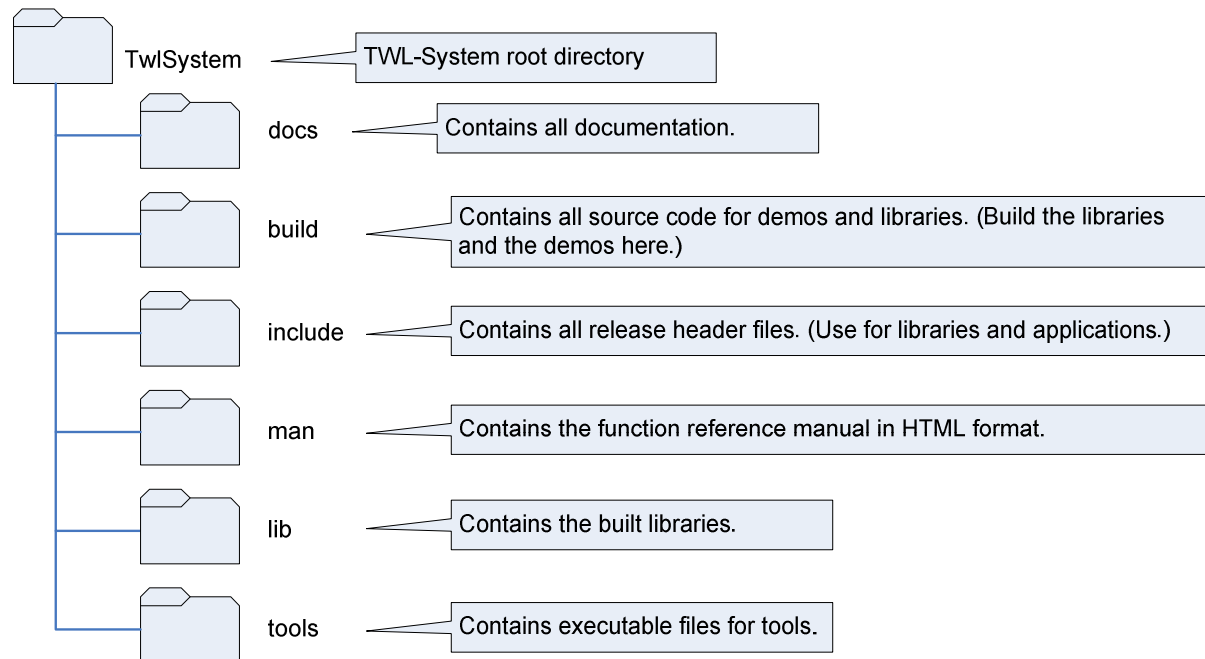 TwlSystem
TWL-System root directory
docs
Contains all documentation.
build
Contains all source code for demos and libraries. (Build the libraries
and the demos here.)
include
Contains all release header files. (Use for libraries and applications.)
man
Contains the function reference manual in HTML format.
lib
Contains the built libraries.
tools
Contains executable files for tools.